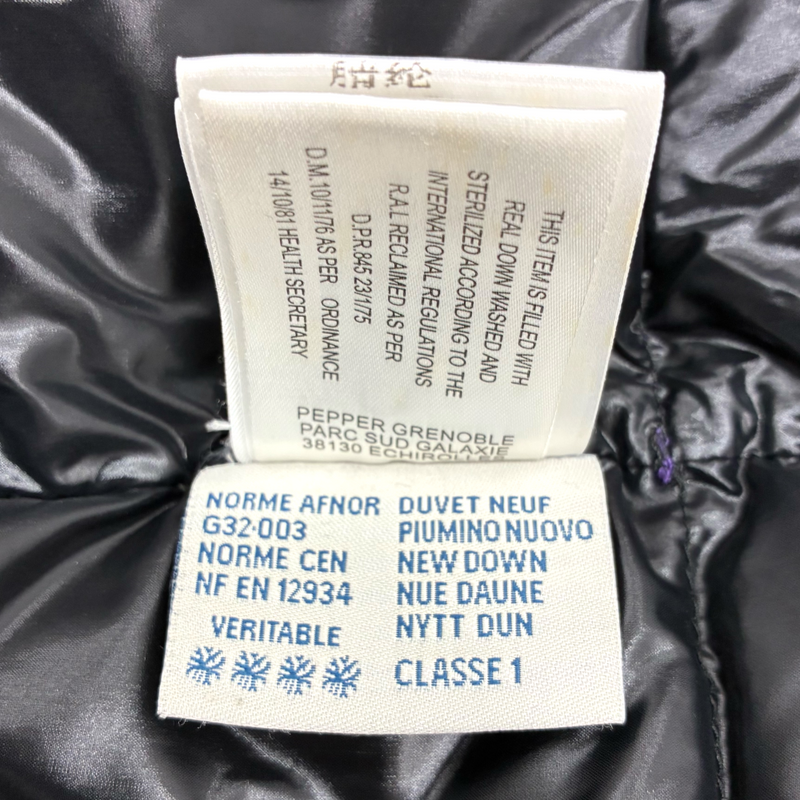 THIS ITEM IS FILLED WITH
REAL DOWN WASHED AND
STERILIZED ACCORDING TO THE
INTERNATIONAL REGULATIONS
R.A.L RECLAIMED AS PER
D.P.R.845 23/1/75
D.M.10/11/76 AS PER ORDINANCE
14/10/81 HEALTH SECRETARY
PEPPER GRENOBLE
PARC SUD GALAXIE
38130 ECHIROLLES
NORME AFNOR
G32-003
NORME CEN
NF EN 12934
VERITABLE
DUVET NEUF
PIUMINO NUOVO
NEW DOWN
NUE DAUNE
NYTT DUN
CLASSE 1